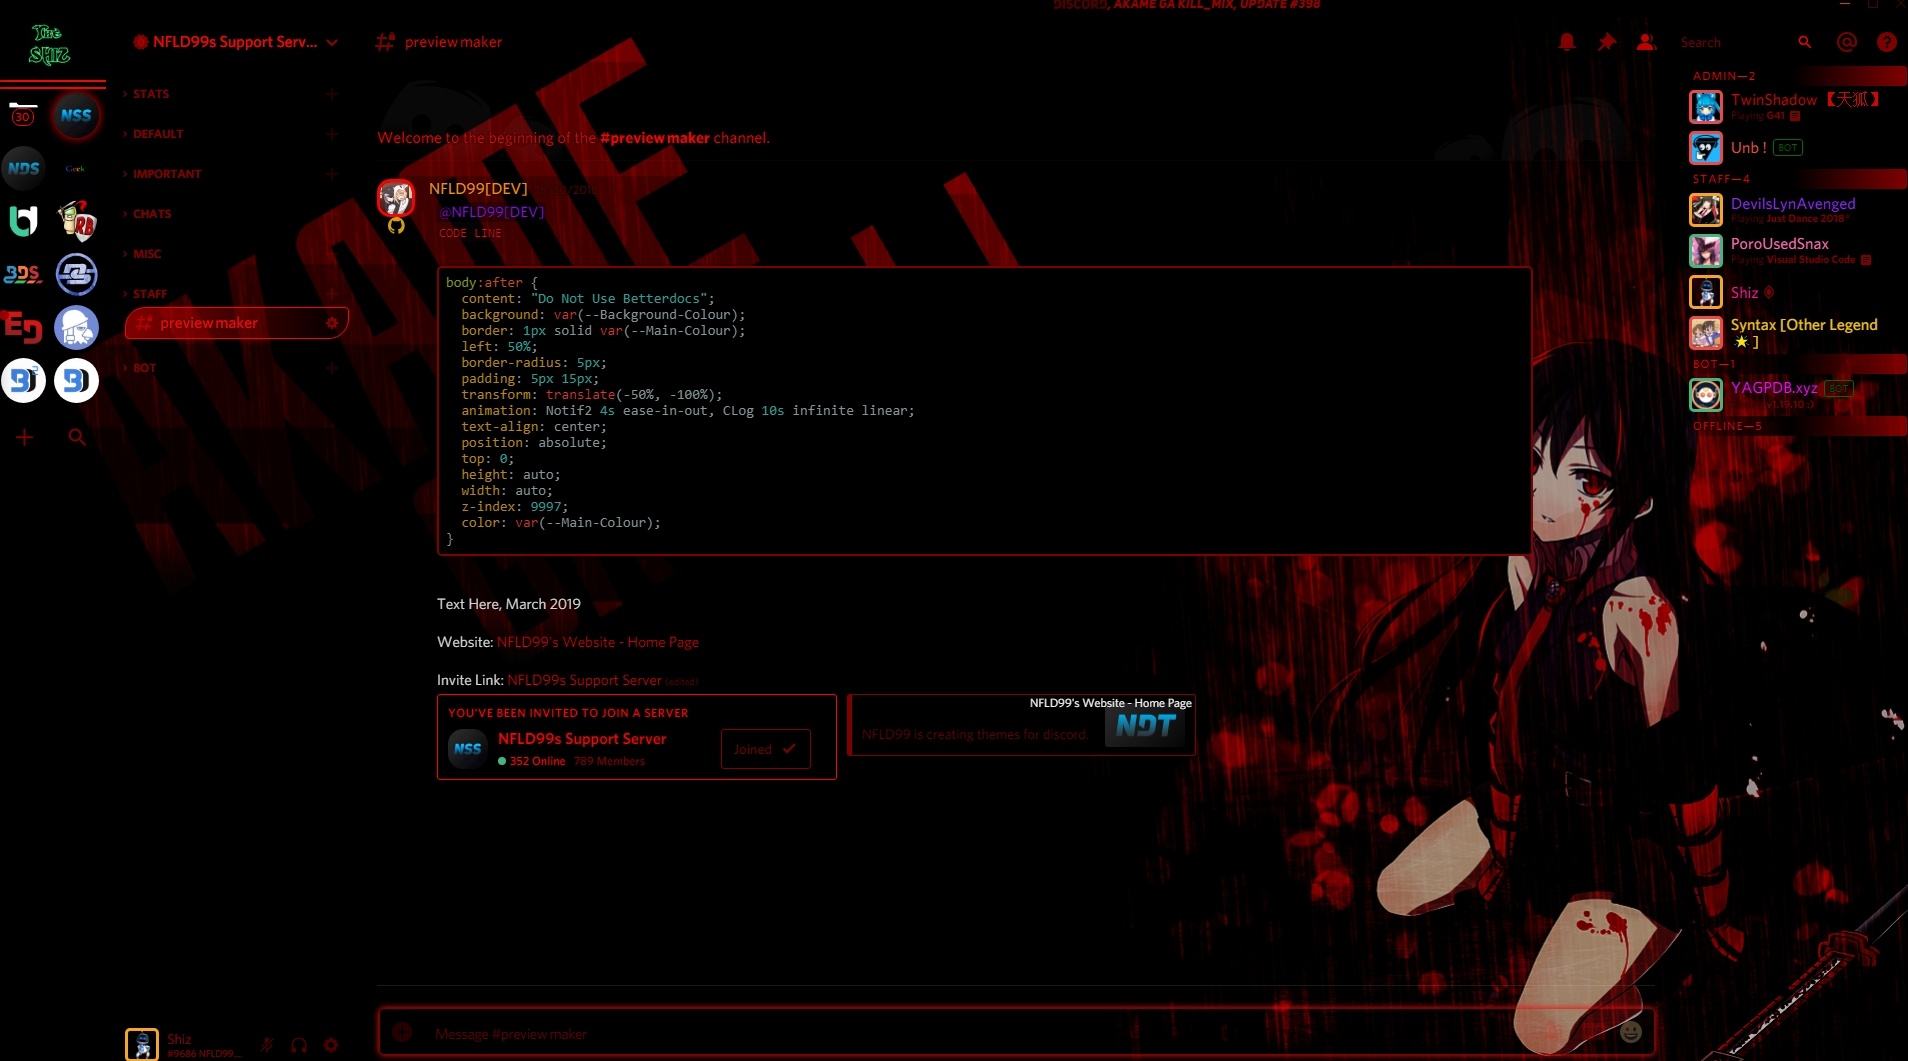 DISCORD, AKAME GA KILL_MIX, UPDATE #398
The
SHIZ
NFLD99s Support Serv...
preview maker
Search
30
NSS
NDS
Geek
RB
BDS
ED
STATS
DEFAULT
IMPORTANT
CHATS
MISC
STAFF
preview maker
BOT
AKAME
Welcome to the beginning of the #preview maker channel.
NFLD99[DEV]
@NFLD99[DEV]
CODE LINE
body:after {
content: "Do Not Use Betterdocs";
background: var(--Background-Colour);
border: 1px solid var(--Main-Colour);
left: 50%;
border-radius: 5px;
padding: 5px 15px;
transform: translate(-50%, -100%);
animation: Notif2 4s ease-in-out, CLog 10s infinite linear;
text-align: center;
position: absolute;
top: 0;
height: auto;
width: auto;
z-index: 9997;
color: var(--Main-Colour);
}
Text Here, March 2019
Website: NFLD99's Website - Home Page
Invite Link: NFLD99s Support Server (edited)
YOU'VE BEEN INVITED TO JOIN A SERVER
NSS
NFLD99s Support Server
352 Online 789 Members
Joined
NFLD99's Website - Home Page
NFLD99 is creating themes for discord.
NDT
Message #preview maker
Shiz
#9686 NFLD99...
ADMIN—2
TwinShadow 【天狐】
Playing G41
Unb ! BOT
STAFF—4
DevilsLynAvenged
Playing Just Dance 2018®
PoroUsedSnax
Playing Visual Studio Code
Shiz
Syntax [Other Legend
⭐ ]
BOT—1
YAGPDB.xyz BOT
v1.19.10 :)
OFFLINE—5